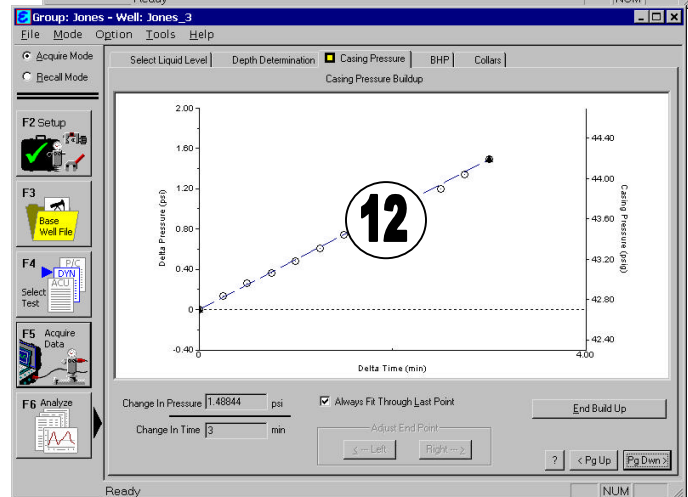 Ready
NUM
Group: Jones - Well: Jones_3
File Mode Option Tools Help
Acquire Mode
Recall Mode
F2 Setup
F3
Base
Well File
F4
P/C
DYN
ACU
Select
Test
F5 Acquire
Data
F6 Analyze
Select Liquid Level
Depth Determination
Casing Pressure
BHP
Collars
Casing Pressure Buildup
2.00
1.60
1.20
0.80
0.40
0
-0.40
Delta Pressure (psi)
12
44.40
44.00
43.60
43.20
42.80
42.40
Casing Pressure (psig)
0
4.00
Delta Time (min)
Change In Pressure 1.48844 psi
Change In Time 3 min
Always Fit Through Last Point
Adjust End Point
< -- Left
Right -- >
End Build Up
?
< Pg Up
Pg Dwn >
Ready
NUM